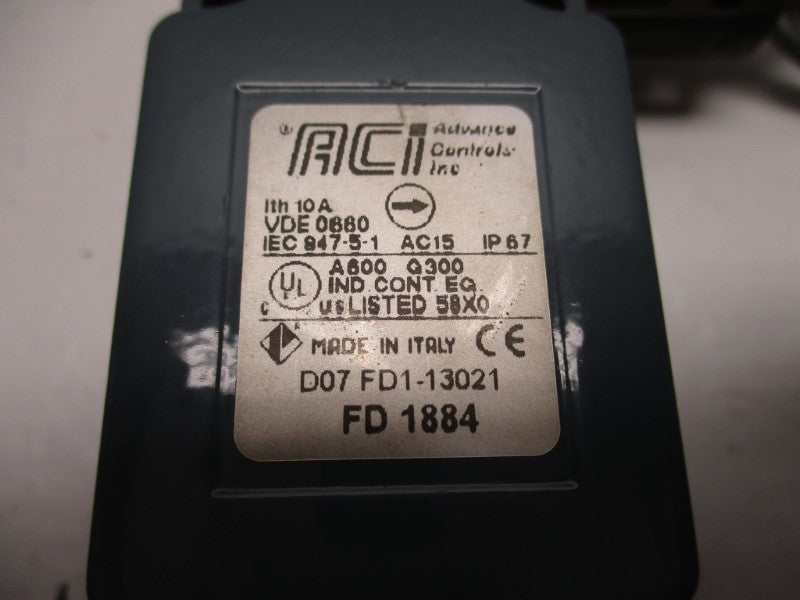 ® ACi Advance
Controls
Inc
Ith 10A
VDE 0660
IEC 947-5-1 AC15 IP 67
A600 Q300
UL IND. CONT. EQ.
c us LISTED 58X0
MADE IN ITALY CE
D07 FD1-13021
FD 1884